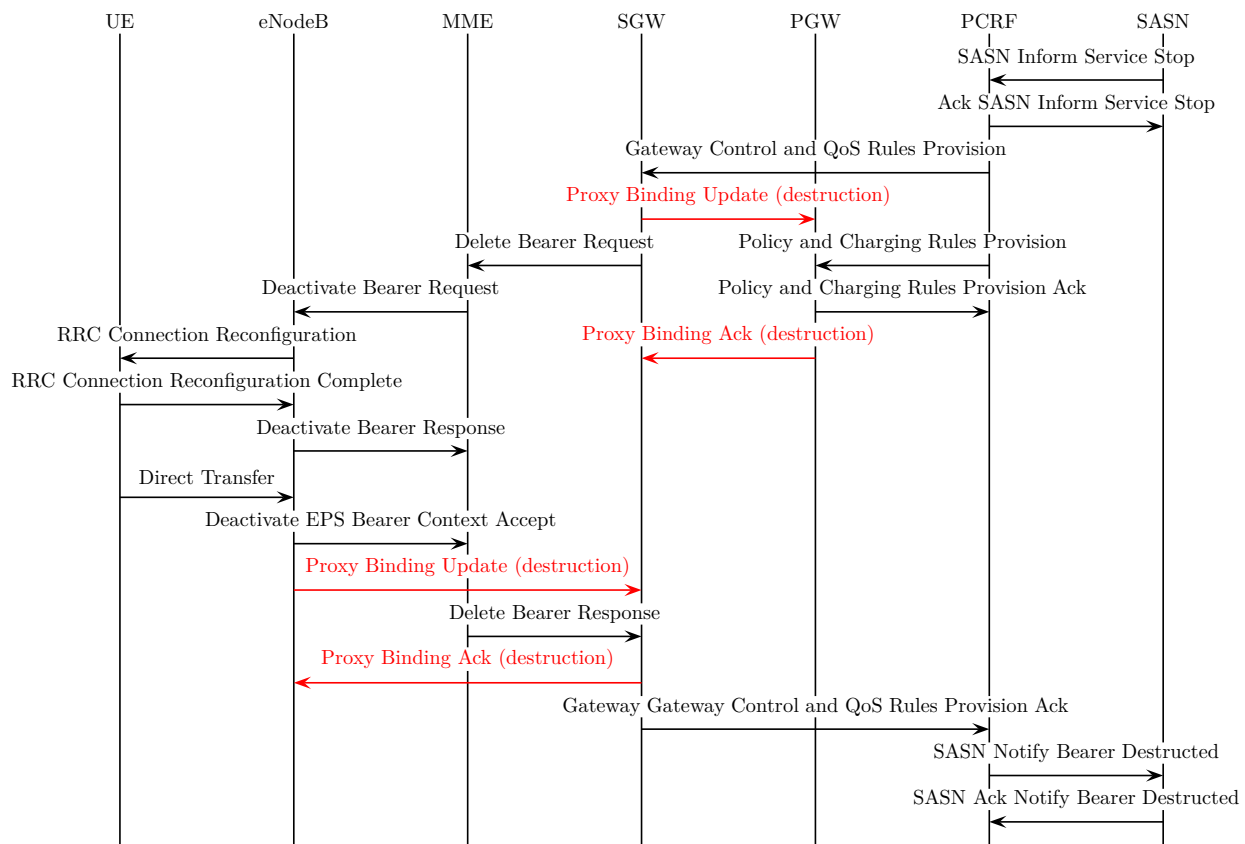 UE eNodeB MME SGW PGW PCRF SASN
SASN Inform Service Stop
Ack SASN Inform Service Stop
Gateway Control and QoS Rules Provision
Proxy Binding Update (destruction)
Delete Bearer Request Policy and Charging Rules Provision
Deactivate Bearer Request Policy and Charging Rules Provision Ack
RRC Connection Reconfiguration Proxy Binding Ack (destruction)
RRC Connection Reconfiguration Complete
Deactivate Bearer Response
Direct Transfer
Deactivate EPS Bearer Context Accept
Proxy Binding Update (destruction)
Delete Bearer Response
Proxy Binding Ack (destruction)
Gateway Gateway Control and QoS Rules Provision Ack
SASN Notify Bearer Destructed
SASN Ack Notify Bearer Destructed